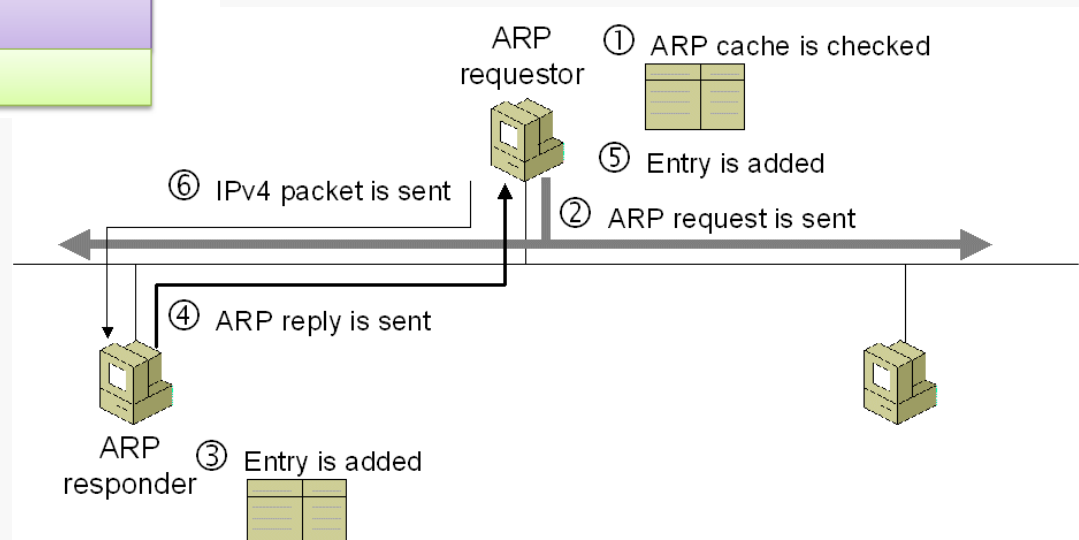 ARP
requestor
① ARP cache is checked
⑤ Entry is added
⑥ IPv4 packet is sent
② ARP request is sent
④ ARP reply is sent
ARP
responder
③ Entry is added